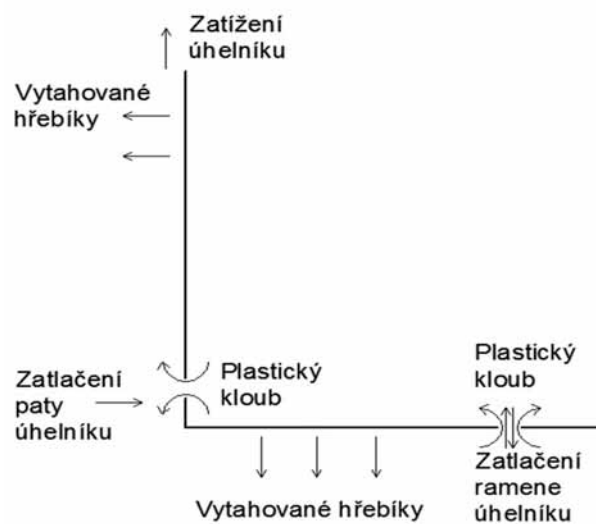 Zatížení
úhelníku
Vytahované
hřebíky
Zatlačení
paty
úhelníku
Plastický
kloub
Plastický
kloub
Vytahované hřebíky
Zatlačení
ramene
úhelníku